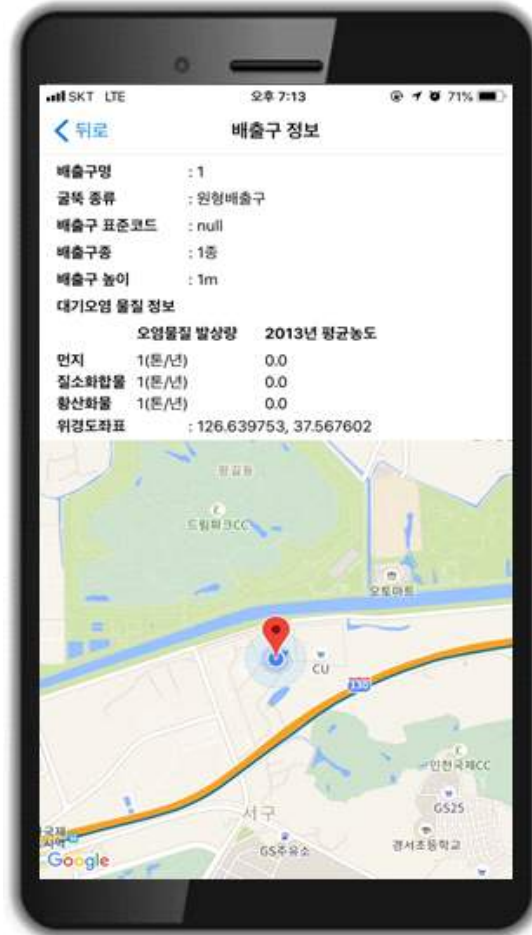 SKT LTE 오후 7:13 71%
뒤로 배출구 정보
배출구명 : 1
굴뚝 종류 : 원형배출구
배출구 표준코드 : null
배출구종 : 1종
배출구 높이 : 1m
대기오염 물질 정보
오염물질 발상량 2013년 평균농도
먼지 1(톤/년) 0.0
질소화합물 1(톤/년) 0.0
황산화물 1(톤/년) 0.0
위경도좌표 : 126.639753, 37.567602
드림파크CC
오토마트
CU
130
인천국제CC
서구
GS25
GS주유소
경서초등학교
Google